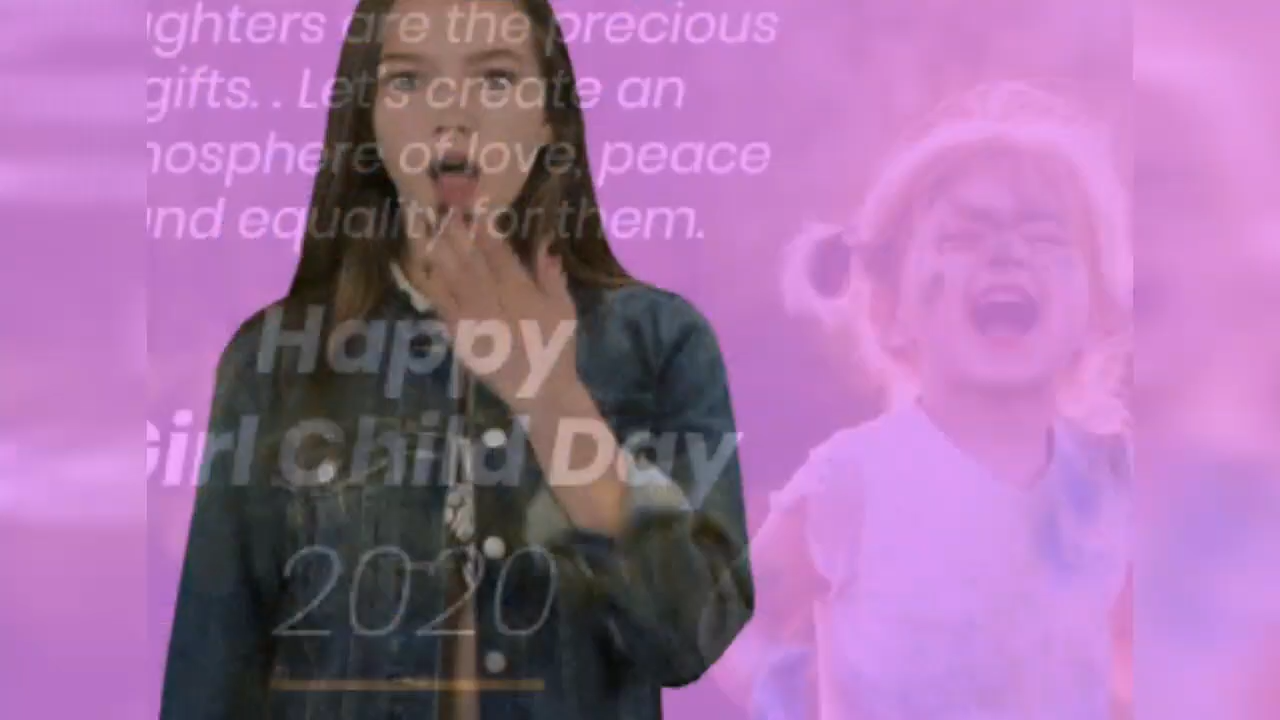 ghters are the precious
gifts. . Let's create an
osphere of love, peace
nd equality for them.
Happy
Girl Child Day
2020